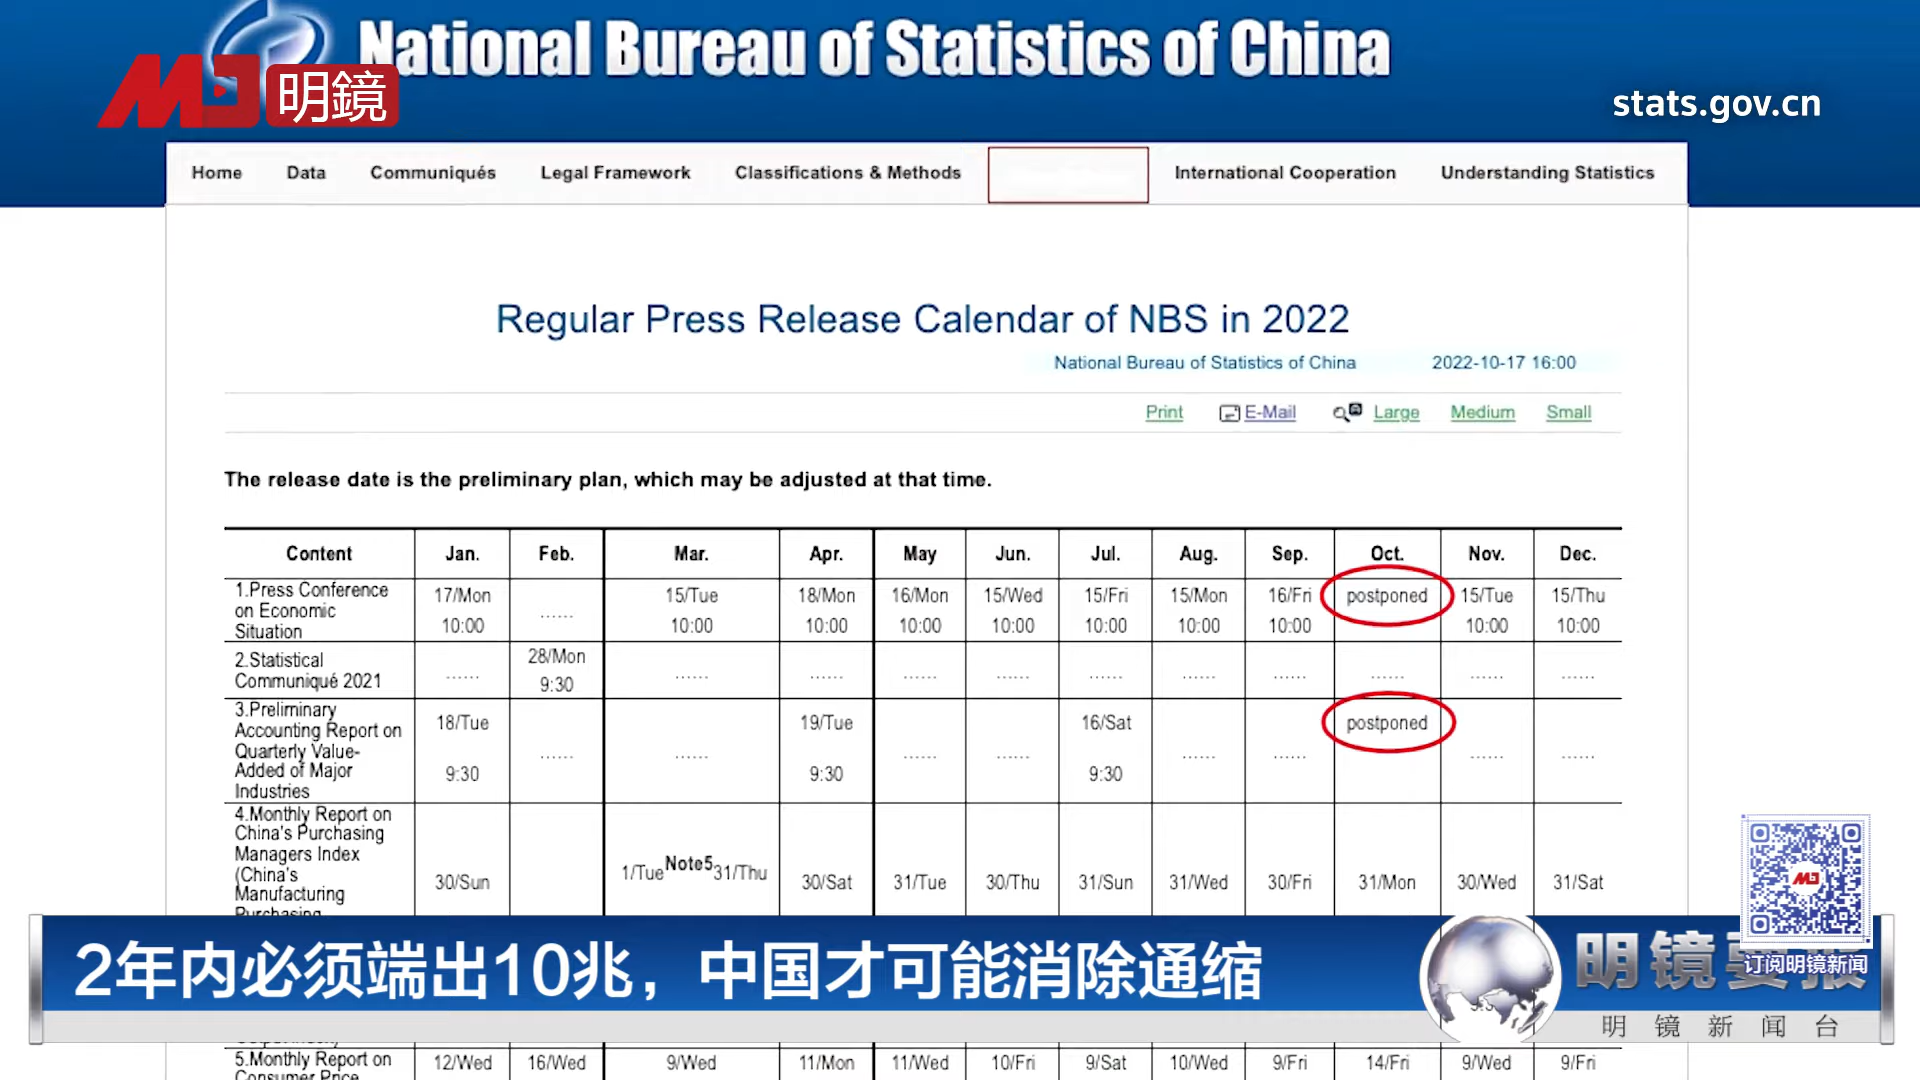 National Bureau of Statistics of China
明鏡
stats.gov.cn
Home Data Communiqués Legal Framework Classifications & Methods International Cooperation Understanding Statistics
Regular Press Release Calendar of NBS in 2022
National Bureau of Statistics of China 2022-10-17 16:00
Print E-Mail Large Medium Small
The release date is the preliminary plan, which may be adjusted at that time.
Content Jan. Feb. Mar. Apr. May Jun. Jul. Aug. Sep. Oct. Nov. Dec.
1.Press Conference on Economic Situation 17/Mon 10:00 ...... 15/Tue 10:00 18/Mon 10:00 16/Mon 10:00 15/Wed 10:00 15/Fri 10:00 15/Mon 10:00 16/Fri 10:00 postponed 15/Tue 10:00 15/Thu 10:00
2.Statistical Communiqué 2021 ...... 28/Mon 9:30 ...... ...... ...... ...... ...... ...... ...... ...... ...... ......
3.Preliminary Accounting Report on Quarterly Value-Added of Major Industries 18/Tue 9:30 ...... ...... 19/Tue 9:30 ...... ...... 16/Sat 9:30 ...... ...... postponed ...... ......
4.Monthly Report on China's Purchasing Managers Index (China's Manufacturing Purchasing 30/Sun 1/Tue Note5 31/Thu 30/Sat 31/Tue 30/Thu 31/Sun 31/Wed 30/Fri 31/Mon 30/Wed 31/Sat
2年内必须端出10兆，中国才可能消除通缩
明镜要报
订阅明镜新闻
明镜新闻台
5.Monthly Report on Consumer Price 12/Wed 16/Wed 9/Wed 11/Mon 11/Wed 10/Fri 9/Sat 10/Wed 9/Fri 14/Fri 9/Wed 9/Fri